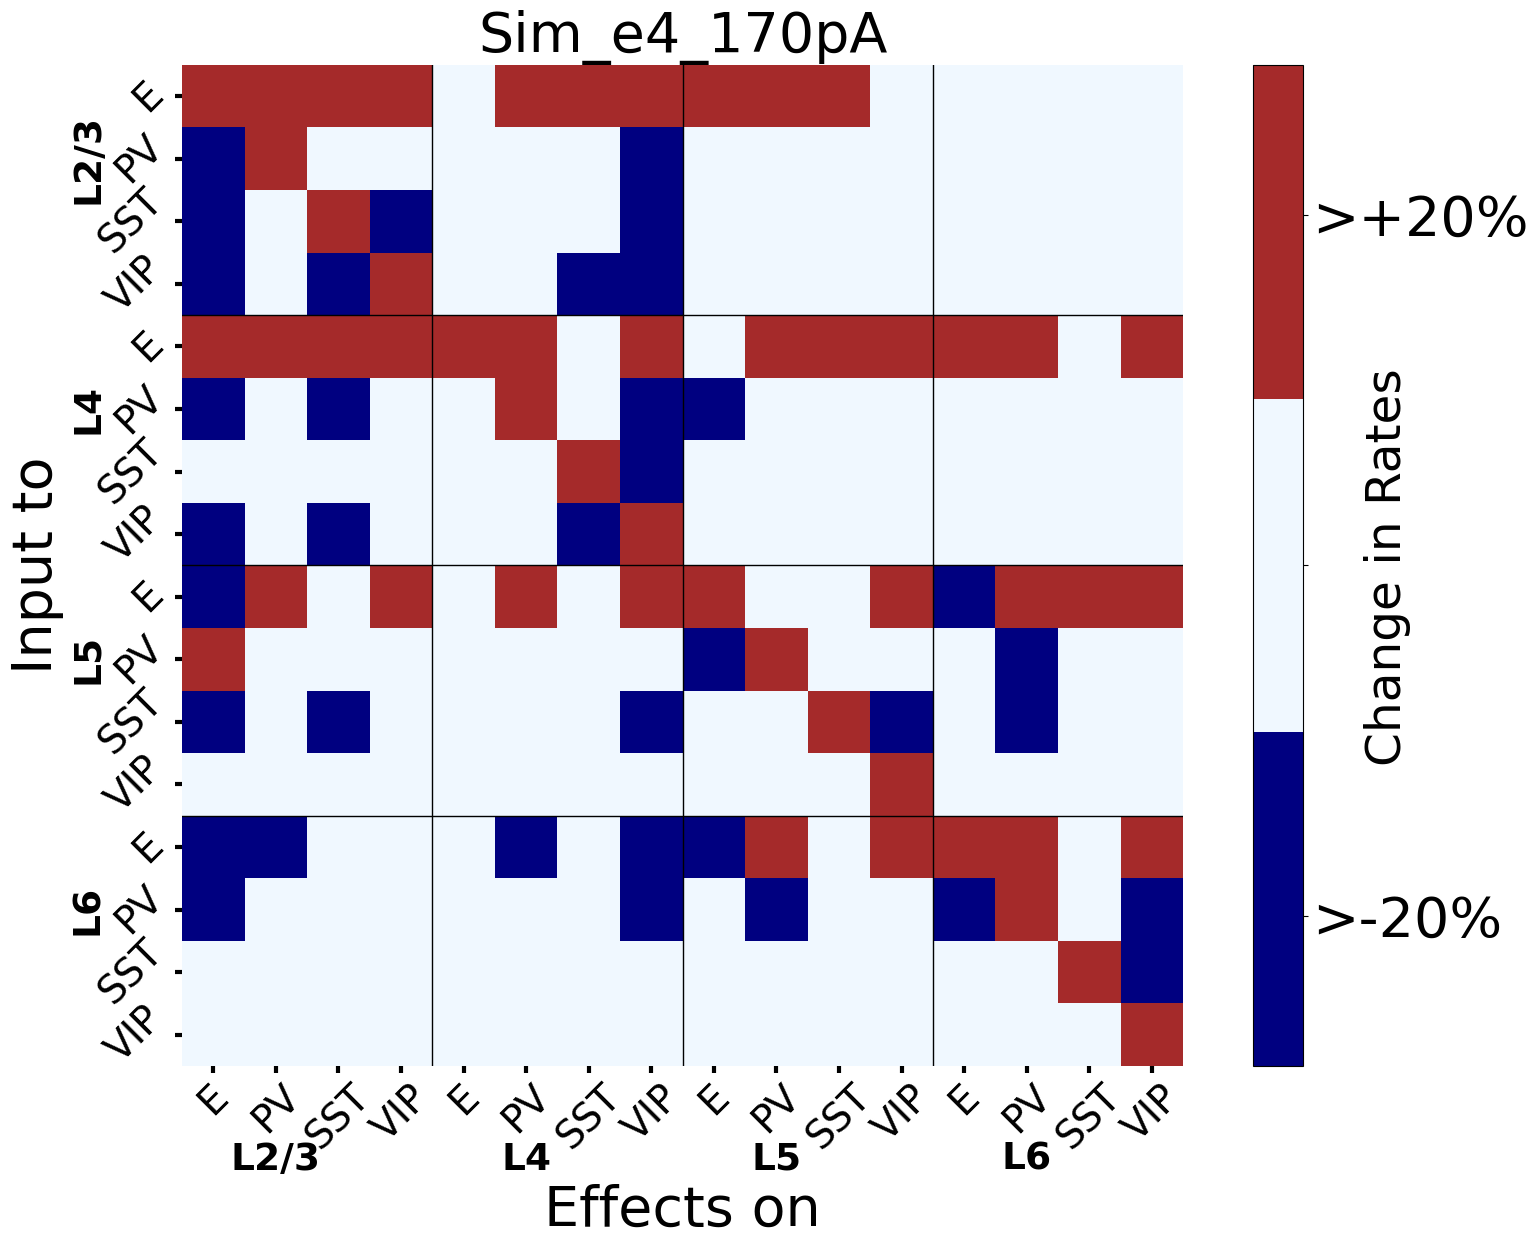 Sim_e4_170pA
Input to
L2/3
E
PV
SST
VIP
L4
E
PV
SST
VIP
L5
E
PV
SST
VIP
L6
E
PV
SST
VIP
E PV SST VIP E PV SST VIP E PV SST VIP E PV SST VIP
L2/3 L4 L5 L6
Effects on
>+20%
>-20%
Change in Rates